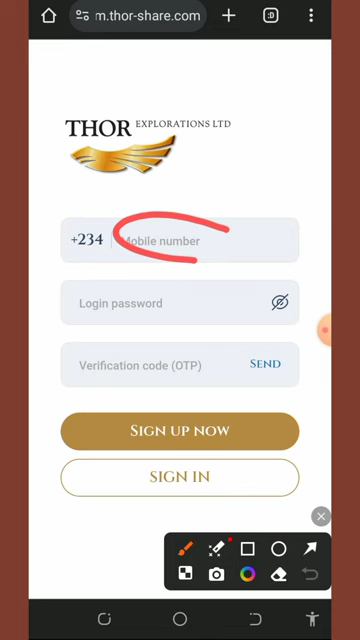 m.thor-share.com
:D
THOR EXPLORATIONS LTD
+234 Mobile number
Login password
Verification code (OTP) SEND
SIGN UP NOW
SIGN IN